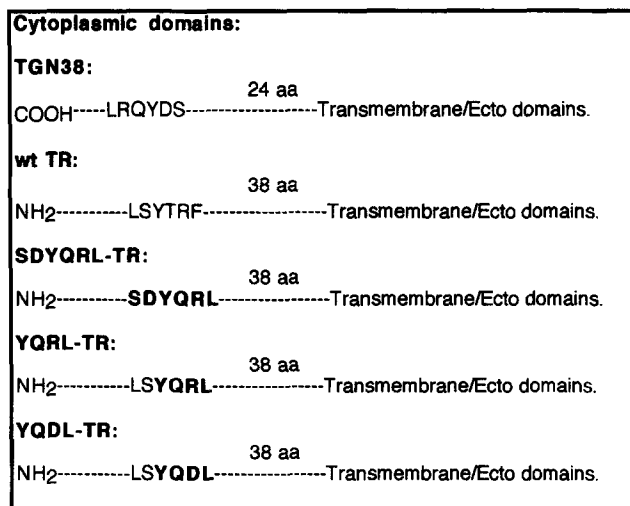 Cytoplasmic domains:
TGN38:
24 aa
COOH-----LRQYDS------------------Transmembrane/Ecto domains.
wt TR:
38 aa
NH2-----------LSYTRF-----------------Transmembrane/Ecto domains.
SDYQRL-TR:
38 aa
NH2-----------SDYQRL---------------Transmembrane/Ecto domains.
YQRL-TR:
38 aa
NH2-----------LSYQRL---------------Transmembrane/Ecto domains.
YQDL-TR:
38 aa
NH2----------LSYQDL----------------Transmembrane/Ecto domains.